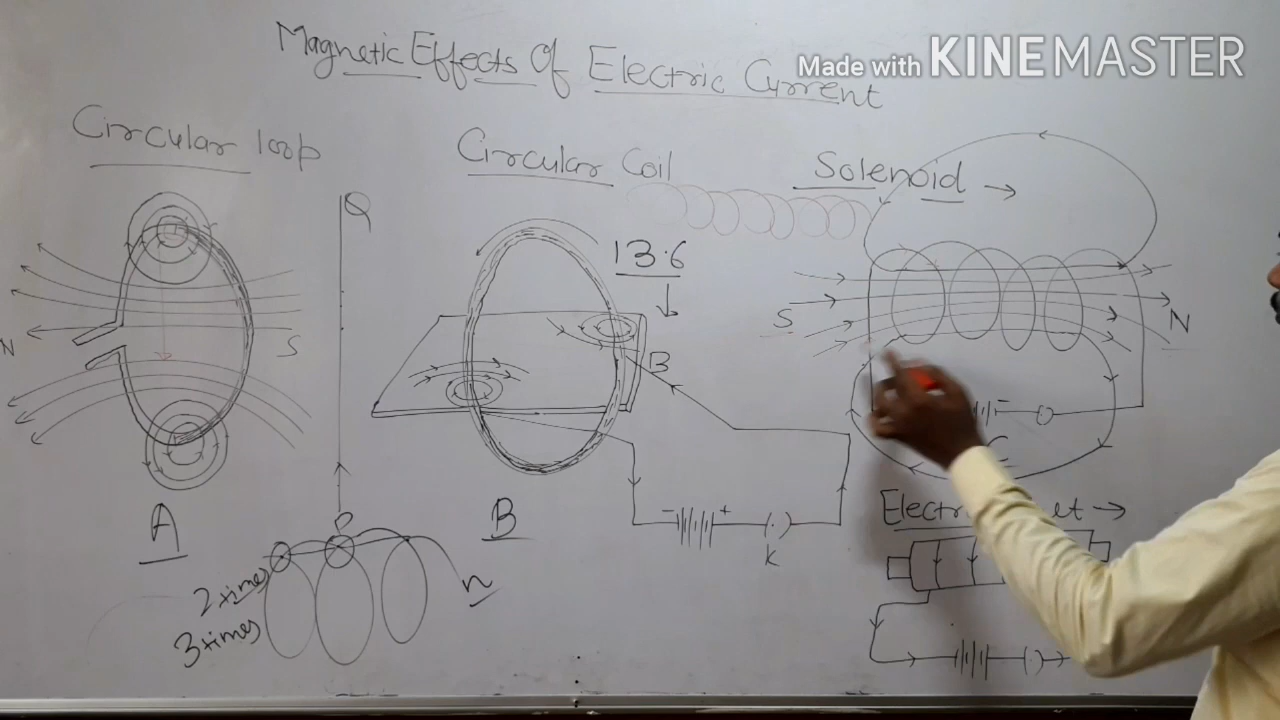 Magnetic Effects Of Electric Current
Made with KINEMASTER
Circular loop
Circular Coil
Solenoid
Q
13.6
N
S
B
S
N
P
A
B
- +
K
-
C
2 times
3 times
n